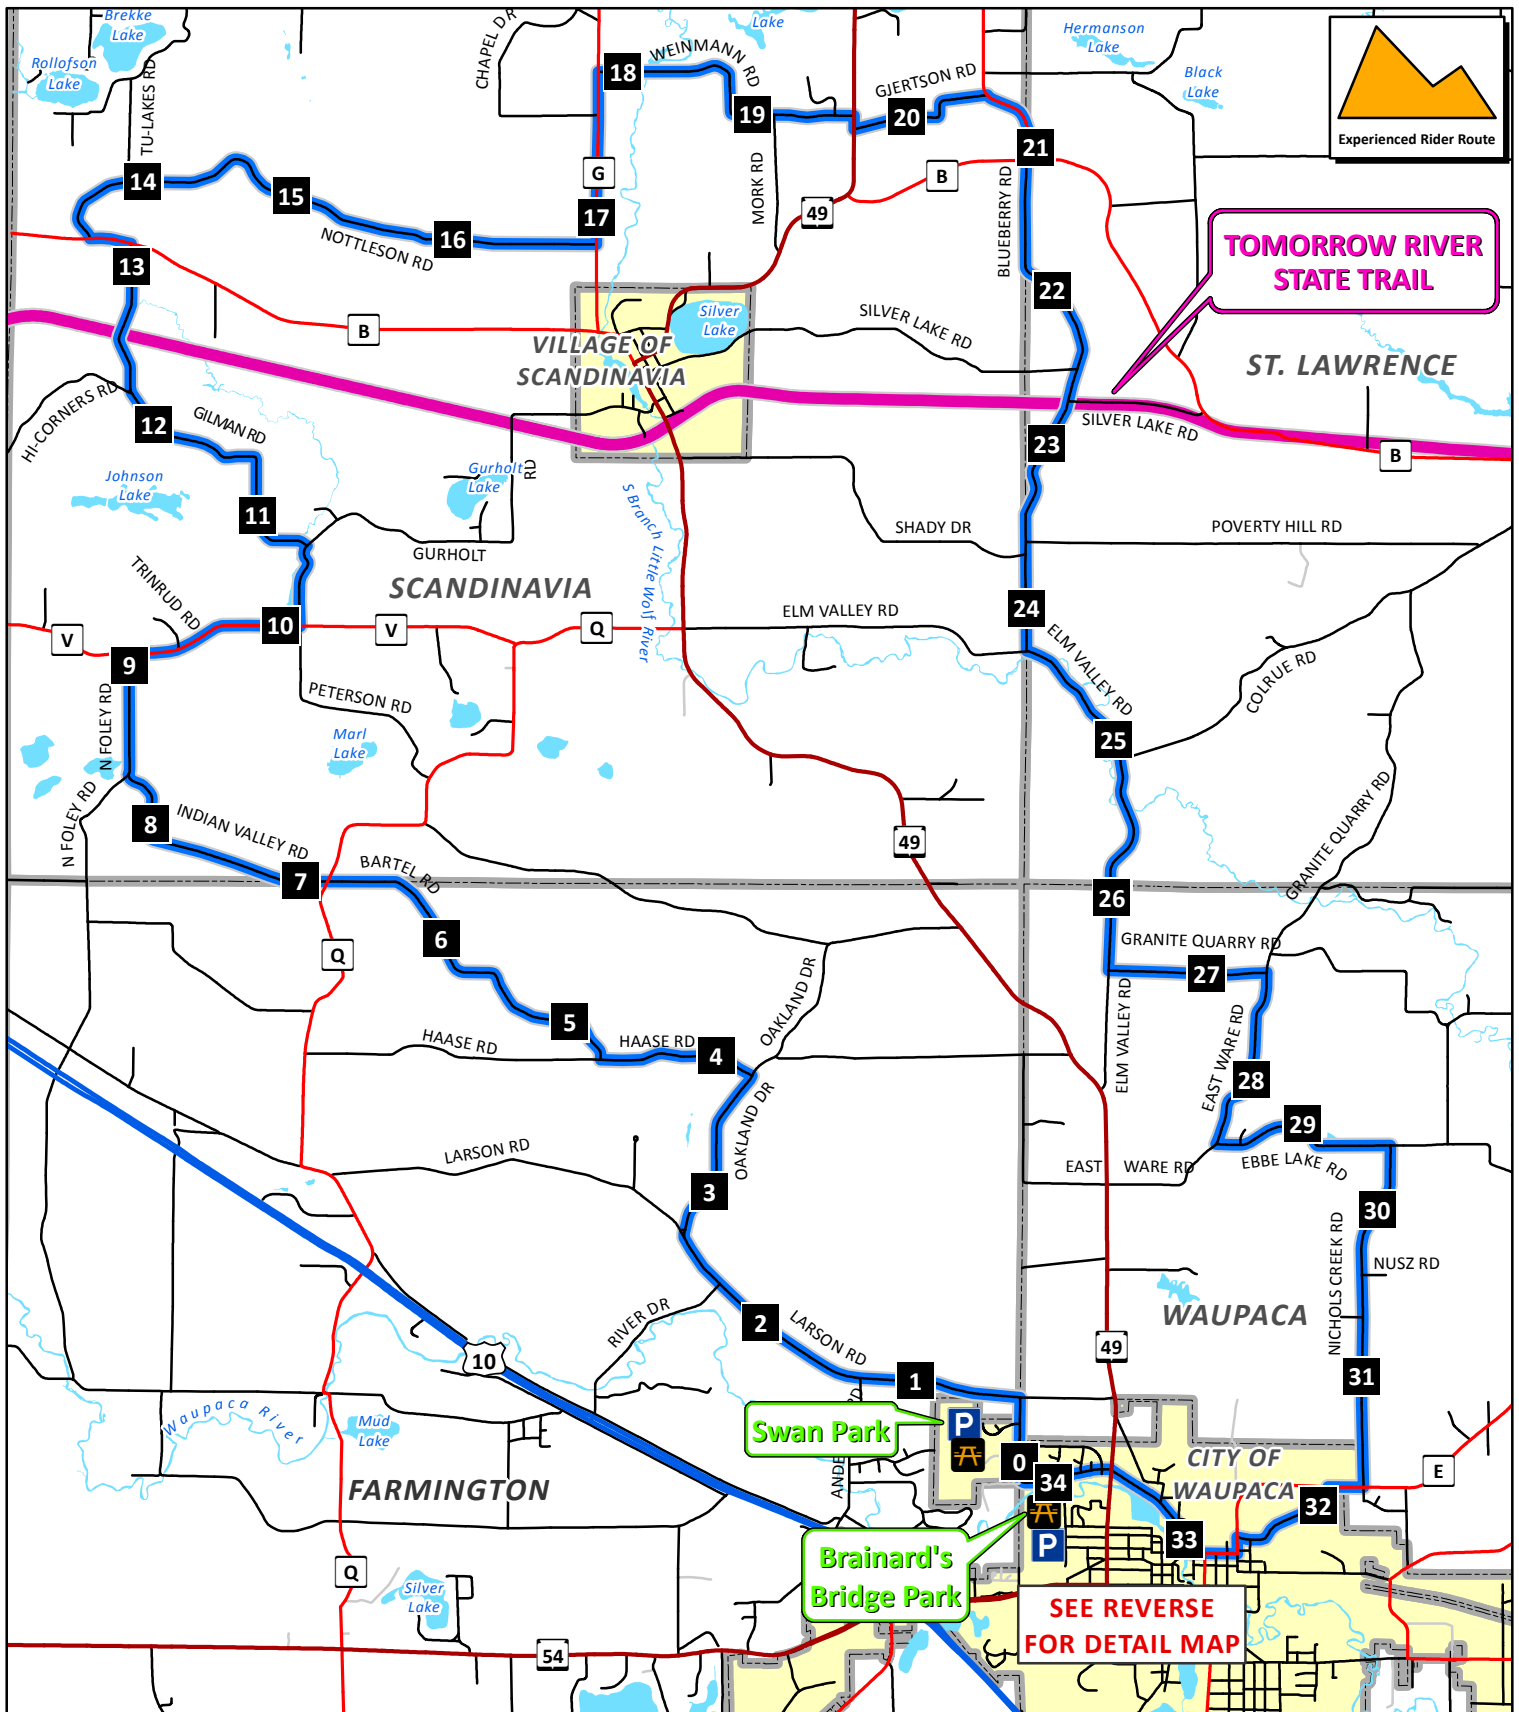 Brekke
Lake
Rollofson
Lake
TU-LAKES RD
CHAPEL DR
18
WEINMANN RD
Lake
Hermanson
Lake
Black
Lake
Experienced Rider Route
19
GJERTSON RD
20
21
14
15
16
NOTTLESON RD
G
17
MORK RD
49
B
BLUEBERRY RD
22
TOMORROW RIVER
STATE TRAIL
13
B
Silver
Lake
SILVER LAKE RD
VILLAGE OF
SCANDINAVIA
ST. LAWRENCE
HI-CORNERS RD
12
GILMAN RD
23
SILVER LAKE RD
B
Johnson
Lake
Gurholt
Lake
RD
11
GURHOLT
S Branch Little Wolf River
SHADY DR
POVERTY HILL RD
SCANDINAVIA
TRINRUD RD
V
10
V
Q
ELM VALLEY RD
24
ELM VALLEY RD
9
N FOLEY RD
PETERSON RD
COLRUE RD
Marl
Lake
25
N FOLEY RD
8
INDIAN VALLEY RD
49
GRANITE QUARRY RD
7
BARTEL RD
26
6
Q
GRANITE QUARRY RD
27
OAKLAND DR
5
HAASE RD
HAASE RD
4
ELM VALLEY RD
EAST WARE RD
28
OAKLAND DR
29
LARSON RD
EAST WARE RD
EBBE LAKE RD
3
30
NICHOLS CREEK RD
NUSZ RD
RIVER DR
2
LARSON RD
WAUPACA
49
10
1
31
Waupaca River
Mud
Lake
Swan Park
P
CITY OF
WAUPACA
0
34
E
FARMINGTON
32
33
P
Brainard's
Bridge Park
Q
Silver
Lake
SEE REVERSE
FOR DETAIL MAP
54